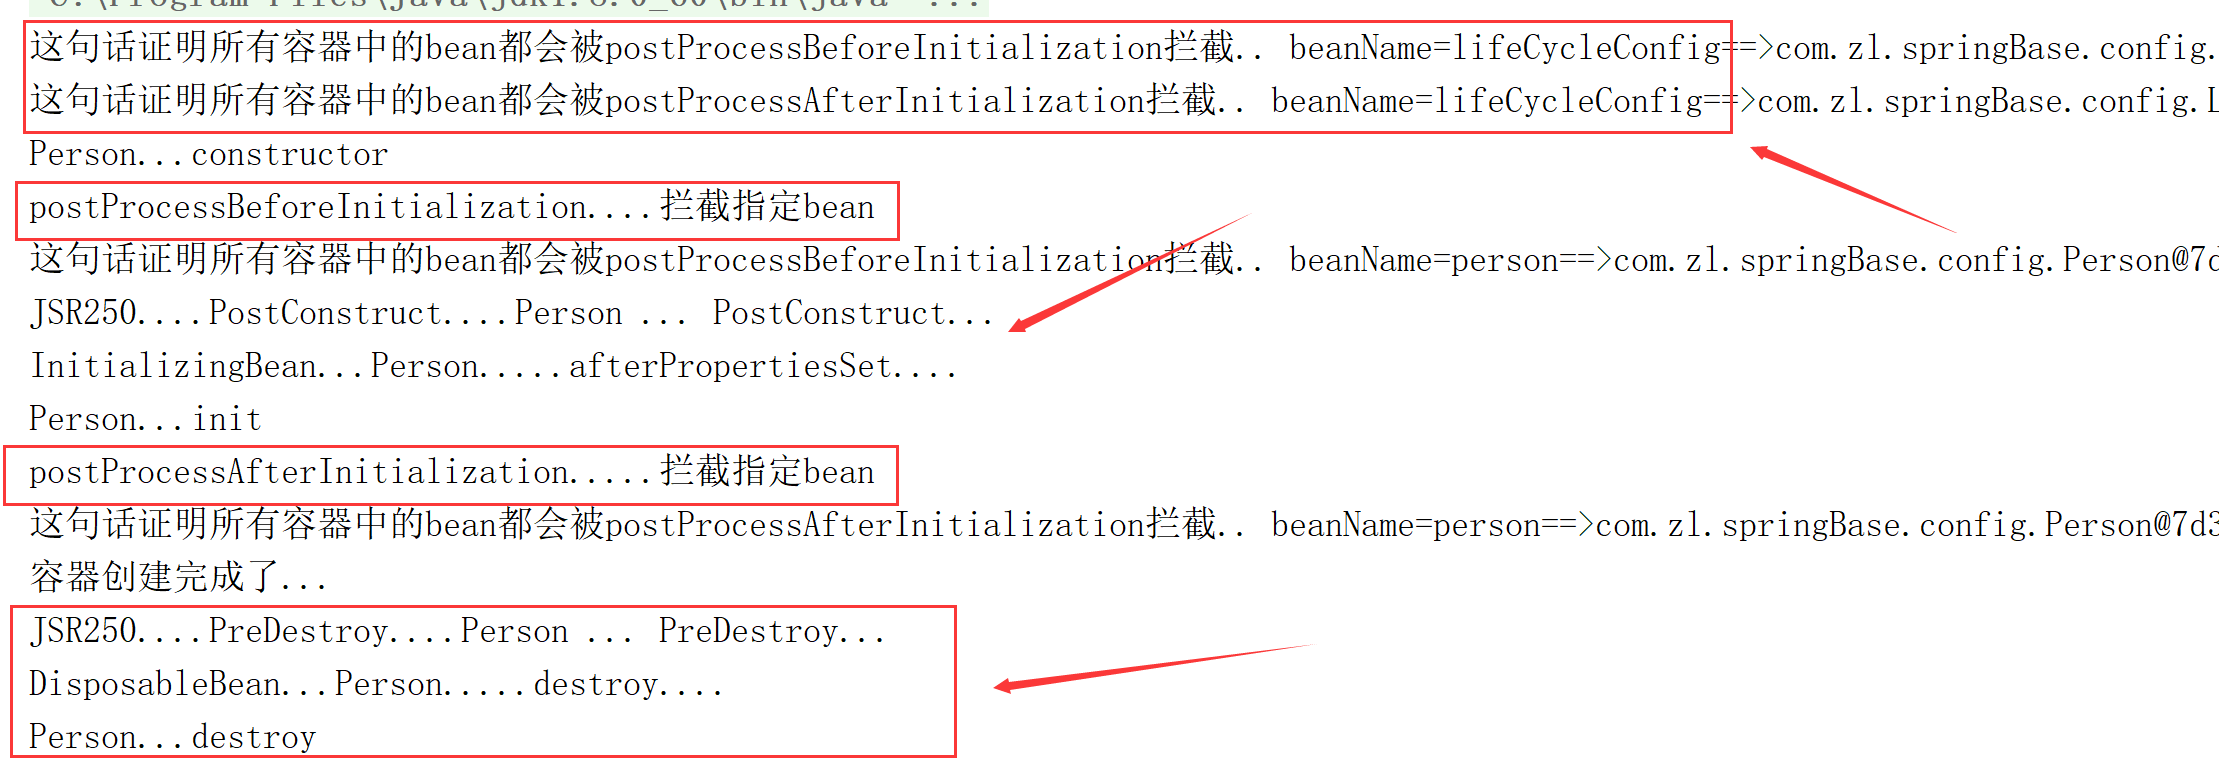 这句话证明所有容器中的bean都会被postProcessBeforeInitialization拦截.. beanName=lifeCycleConfig==>com.zl.springBase.config.
这句话证明所有容器中的bean都会被postProcessAfterInitialization拦截.. beanName=lifeCycleConfig==>com.zl.springBase.config.L
Person...constructor
postProcessBeforeInitialization....拦截指定bean
这句话证明所有容器中的bean都会被postProcessBeforeInitialization拦截.. beanName=person==>com.zl.springBase.config.Person@7d
JSR250....PostConstruct....Person ... PostConstruct...
InitializingBean...Person.....afterPropertiesSet....
Person...init
postProcessAfterInitialization.....拦截指定bean
这句话证明所有容器中的bean都会被postProcessAfterInitialization拦截.. beanName=person==>com.zl.springBase.config.Person@7d3
容器创建完成了...
JSR250....PreDestroy....Person ... PreDestroy...
DisposableBean...Person.....destroy....
Person...destroy